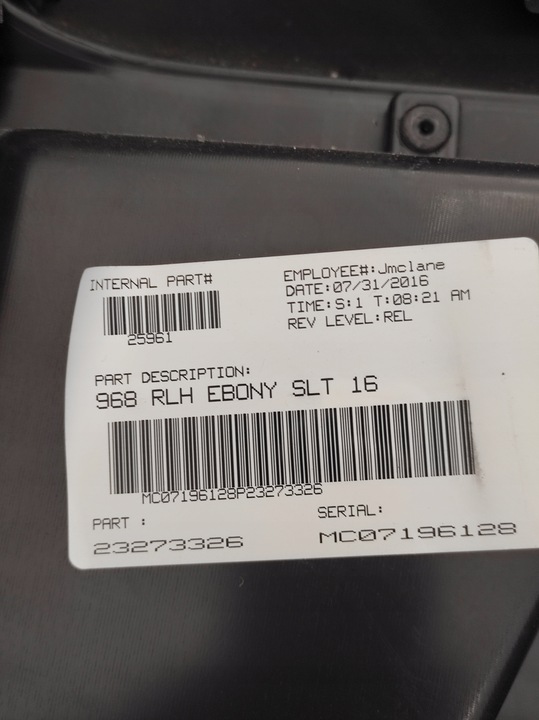 INTERNAL PART#
25961
EMPLOYEE#:Jmclane
DATE:07/31/2016
TIME:S:1 T:08:21 AM
REV LEVEL:REL
PART DESCRIPTION:
968 RLH EBONY SLT 16
MC07196128P23273326
PART :
23273326
SERIAL:
MC07196128